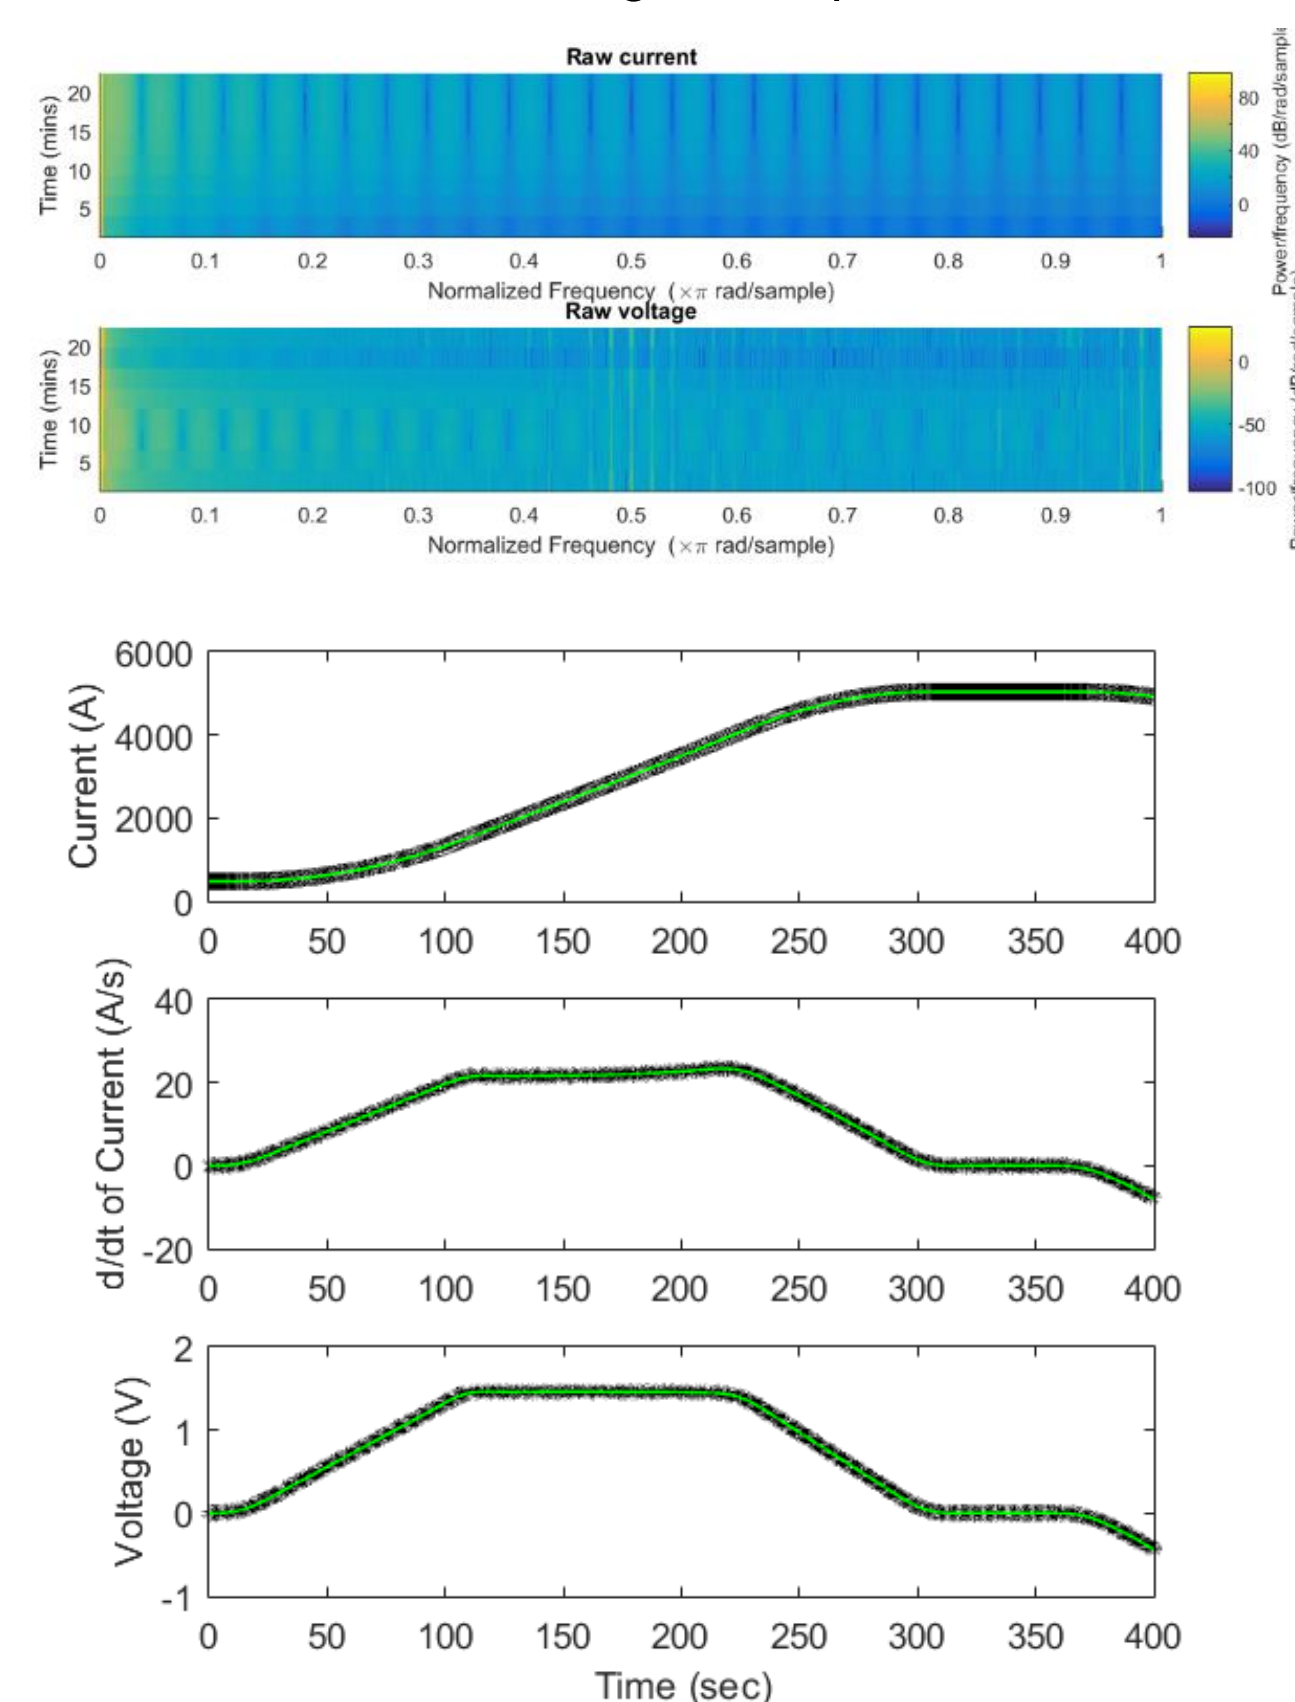 Raw current
20
15
10
5
Time (mins)
0 0.1 0.2 0.3 0.4 0.5 0.6 0.7 0.8 0.9 1
Normalized Frequency (×π rad/sample)
80
40
0
Power/frequency (dB/rad/sample
Raw voltage
20
15
10
5
Time (mins)
0 0.1 0.2 0.3 0.4 0.5 0.6 0.7 0.8 0.9 1
Normalized Frequency (×π rad/sample)
0
-50
-100
6000
4000
2000
0
Current (A)
0 50 100 150 200 250 300 350 400
40
20
0
-20
d/dt of Current (A/s)
0 50 100 150 200 250 300 350 400
2
1
0
-1
Voltage (V)
0 50 100 150 200 250 300 350 400
Time (sec)